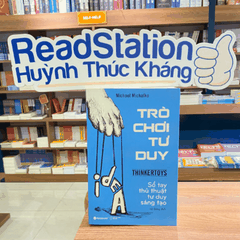 ReadStation
Huỳnh Thúc Kháng
Michael Michalko
TRÒ
CHƠI TƯ
DUY
THINKERTOYS
Sổ tay
thủ thuật
tư duy
sáng tạo